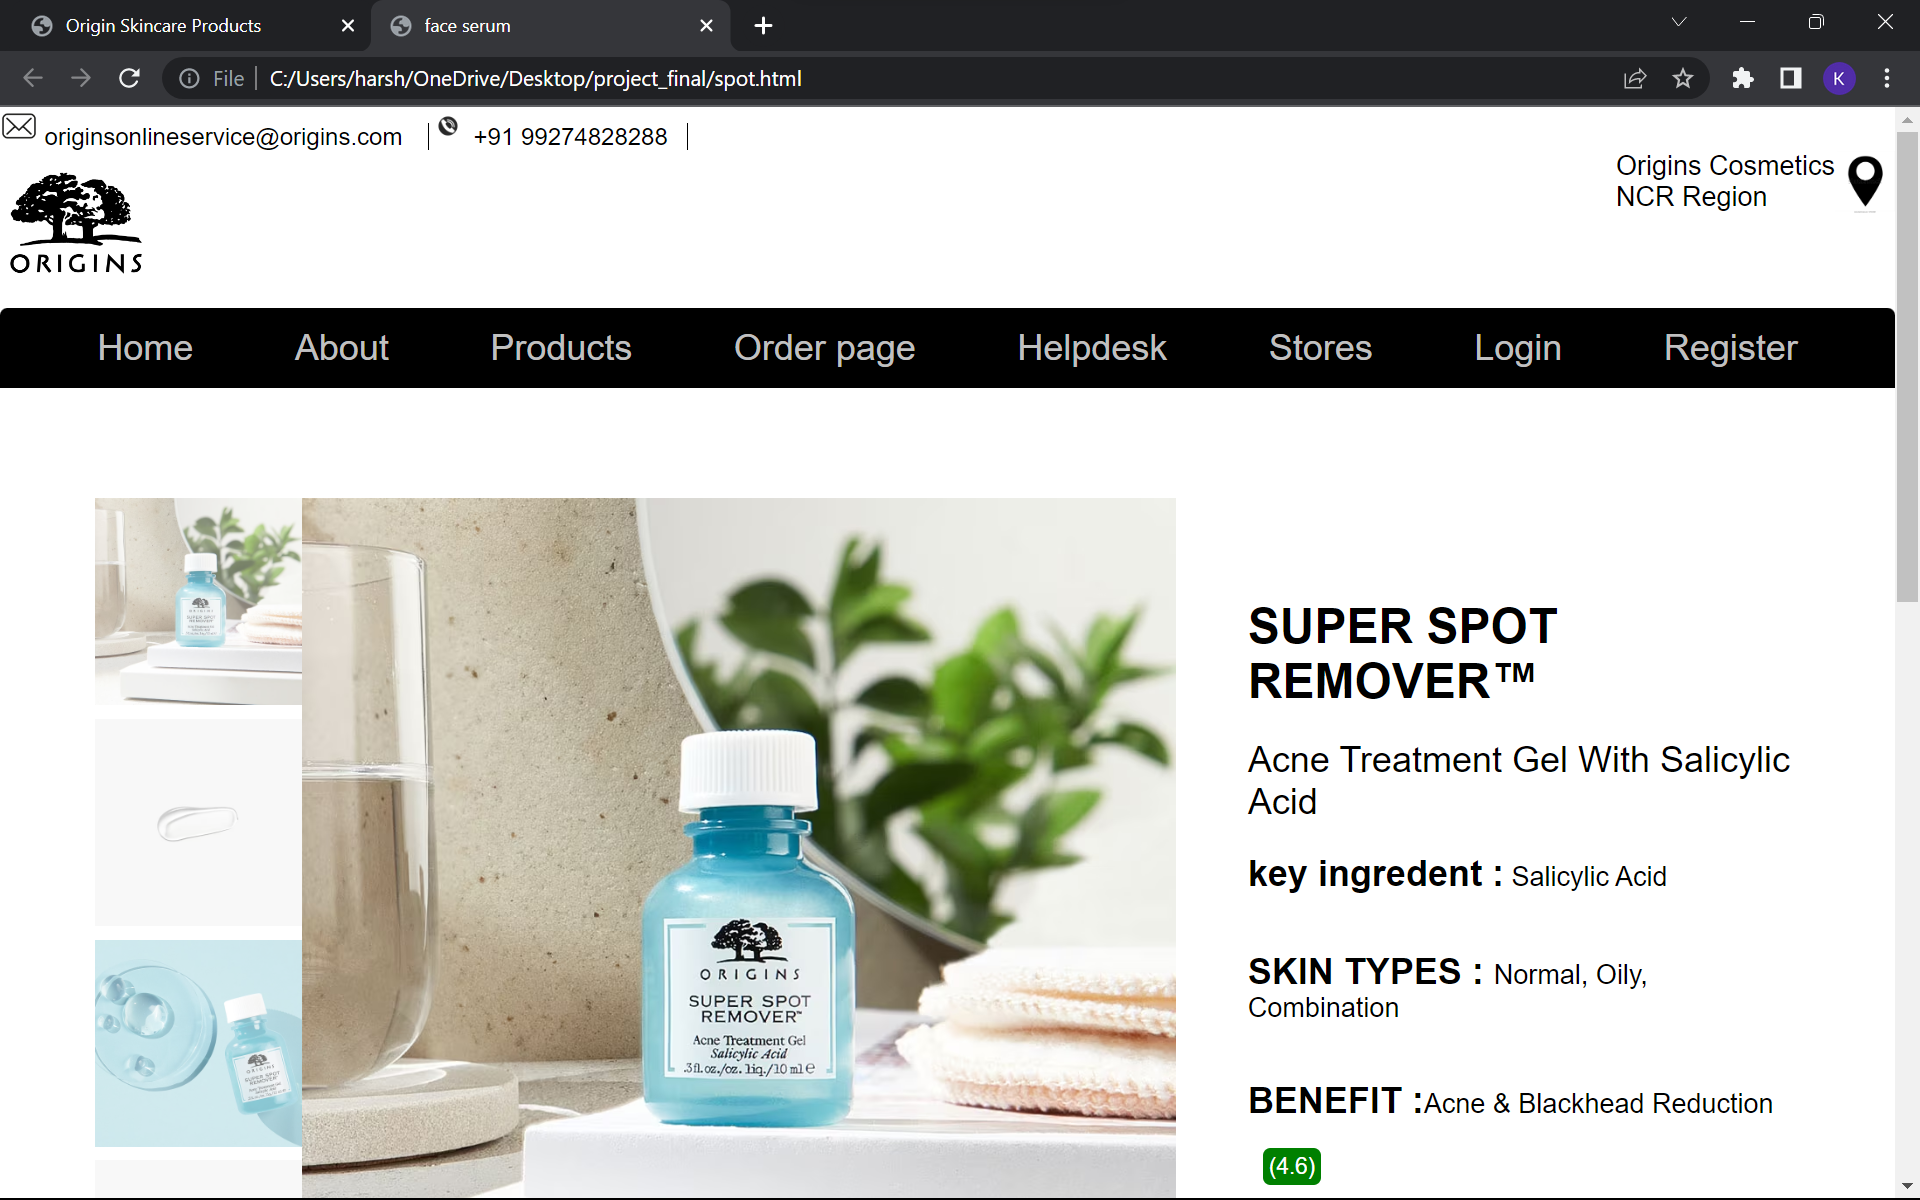 Origin Skincare Products
face serum
File
C:/Users/harsh/OneDrive/Desktop/project_final/spot.html
K
originsonlineservice@origins.com
+91 99274828288
Origins Cosmetics
NCR Region
ORIGINS
Home
About
Products
Order page
Helpdesk
Stores
Login
Register
ORIGINS
SUPER SPOT
REMOVER™
Acne Treatment Gel
Salicylic Acid
.3 fl. oz./oz. liq./10 ml e
SUPER SPOT
REMOVER™
Acne Treatment Gel With Salicylic
Acid
key ingredent : Salicylic Acid
SKIN TYPES : Normal, Oily,
Combination
BENEFIT :Acne & Blackhead Reduction
(4.6)